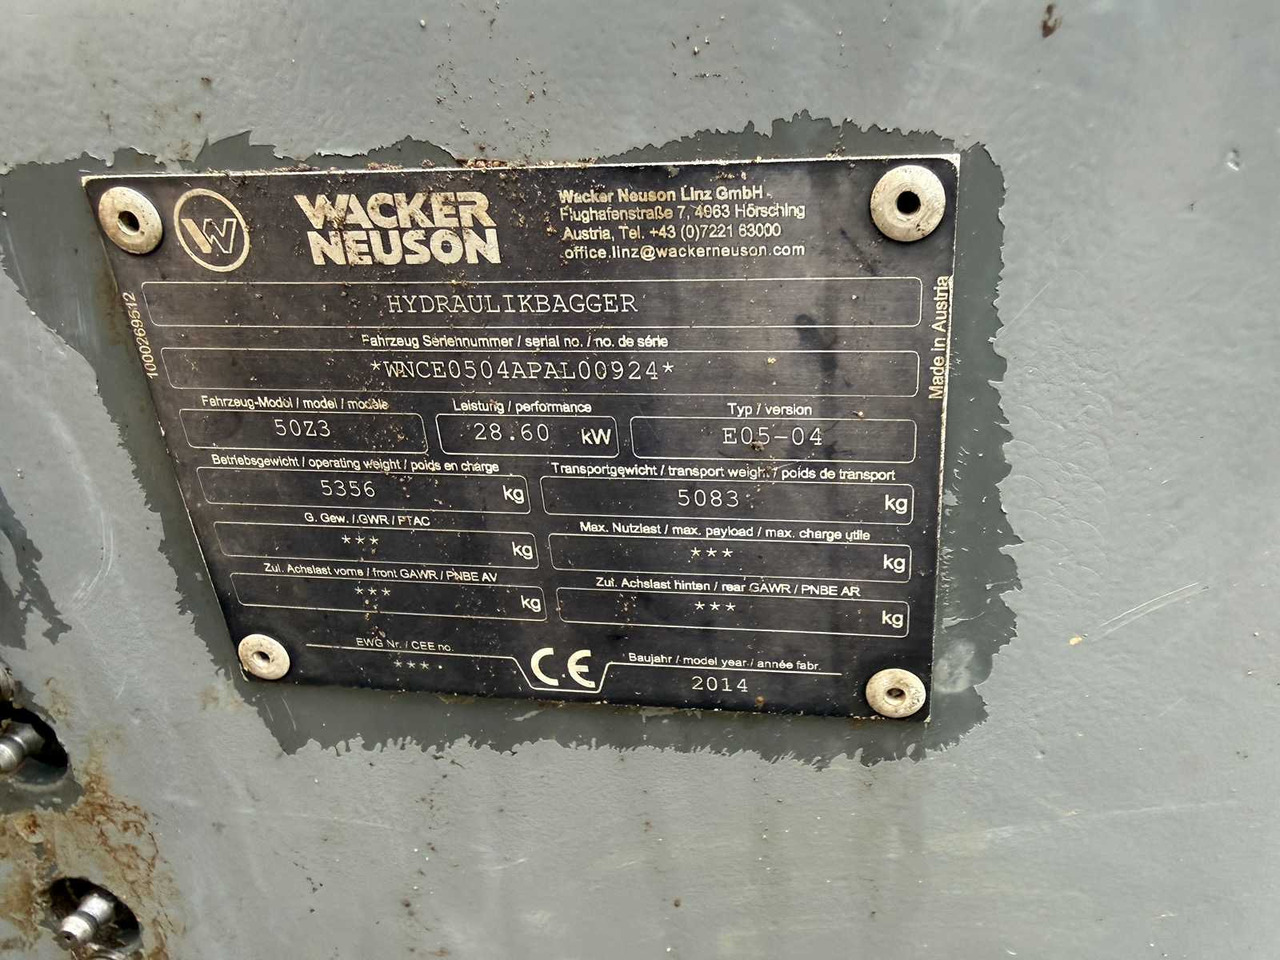 W
WACKER
NEUSON
Wacker Neuson Linz GmbH
Flughafenstraße 7, 4063 Hörsching
Austria, Tel. +43 (0)7221 63000
office.linz@wackerneuson.com
1000269512
HYDRAULIKBAGGER
Made in Austria
Fahrzeug Seriennummer / serial no. / no. de série
*WNCE0504APAL00924*
Fahrzeug-Modól / model / modèle
Leistung / performance
Typ / version
50Z3
28.60 kW
E05-04
Betriebsgewicht / operating weight / poids en charge
Transportgewicht / transport weight / poids de transport
5356 kg
5083 kg
G. Gew. / GWR / PTAC
Max. Nutzlast / max. payload / max. charge utile
*** kg
*** kg
Zul. Achslast vorne / front GAWR / PNBE AV
Zul. Achslast hinten / rear GAWR / PNBE AR
*** kg
*** kg
EWG Nr. / CEE no.
***
CE
Baujahr / model year / année fabr.
2014